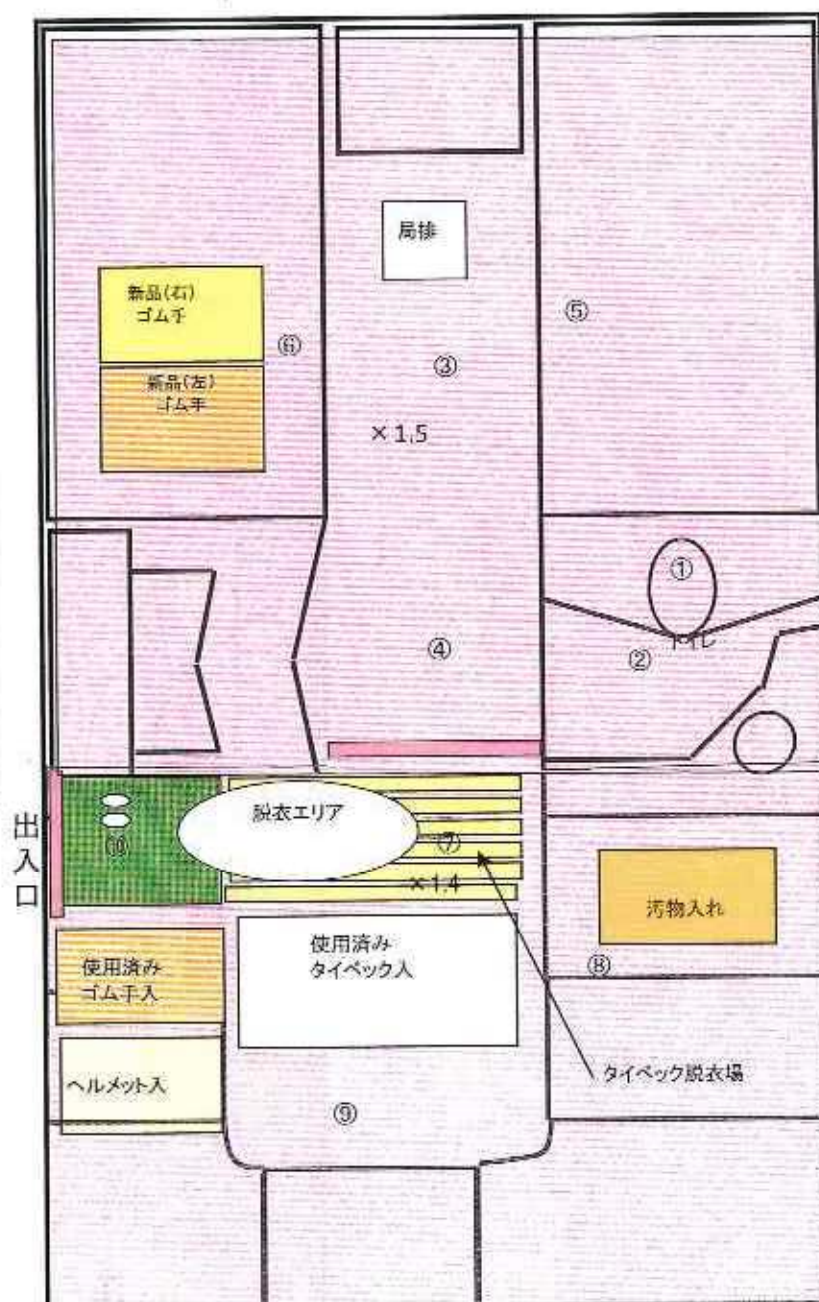 局排
新品(右)
ゴム手
新品(左)
ゴム手
⑤
⑥
③
×1.5
①
トイレ
②
④
出入口
脱衣エリア
⑩
⑦
×1.4
汚物入れ
使用済み
タイベック入
使用済み
ゴム手入
⑧
タイベック脱衣場
ヘルメット入
⑨